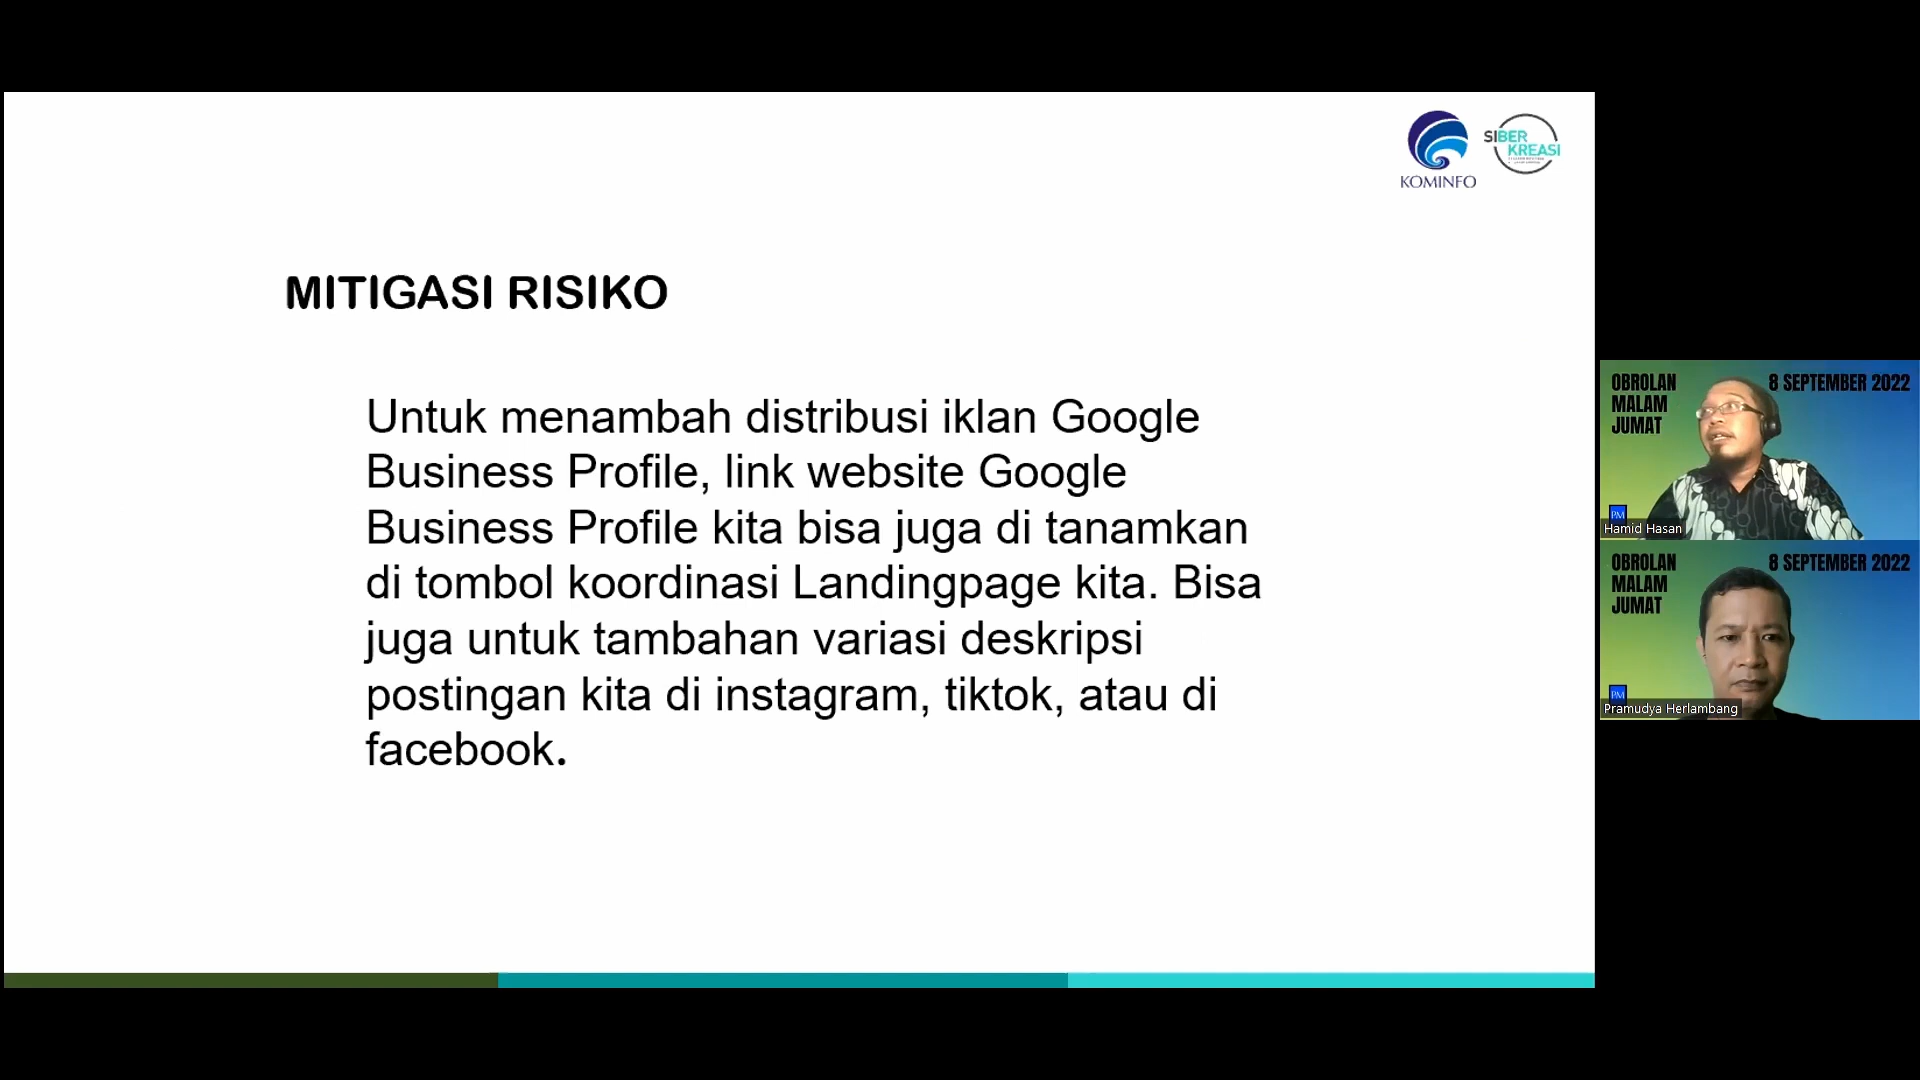 KOMINFO
SIBER
KREASI
MITIGASI RISIKO
Untuk menambah distribusi iklan Google
Business Profile, link website Google
Business Profile kita bisa juga di tanamkan
di tombol koordinasi Landingpage kita. Bisa
juga untuk tambahan variasi deskripsi
postingan kita di instagram, tiktok, atau di
facebook.
OBROLAN
MALAM
JUMAT
8 SEPTEMBER 2022
PM
Hamid Hasan
OBROLAN
MALAM
JUMAT
8 SEPTEMBER 2022
PM
Pramudya Herlambang